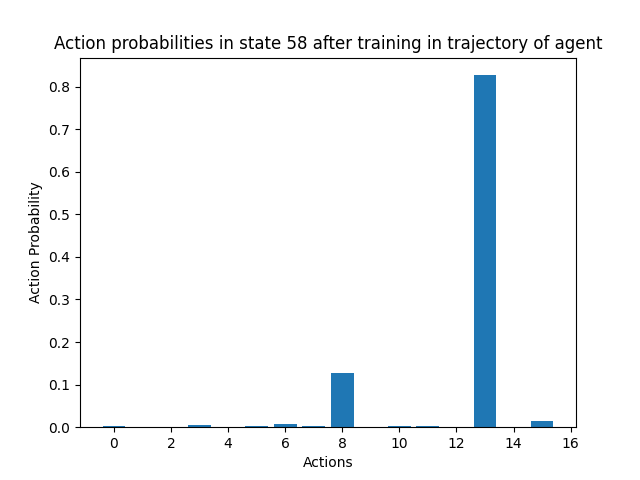 Action probabilities in state 58 after training in trajectory of agent
Action Probability
0.8
0.7
0.6
0.5
0.4
0.3
0.2
0.1
0.0
0 2 4 6 8 10 12 14 16
Actions